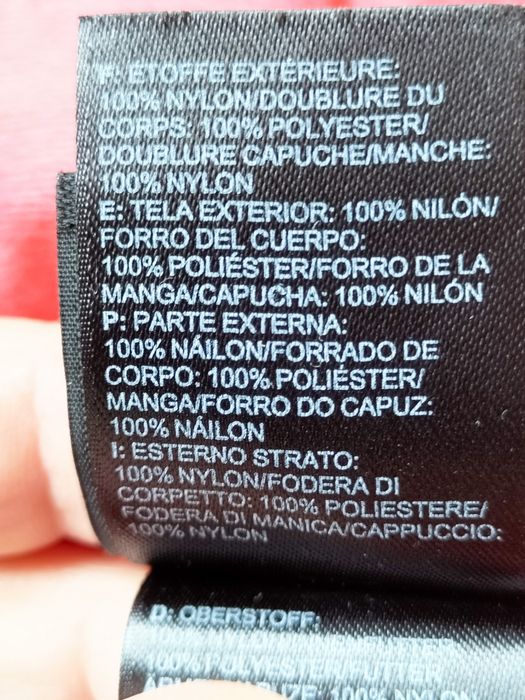 F: ETOFFE EXTÉRIEURE:
100% NYLON/DOUBLURE DU
CORPS: 100% POLYESTER/
DOUBLURE CAPUCHE/MANCHE:
100% NYLON
E: TELA EXTERIOR: 100% NILÓN/
FORRO DEL CUERPO:
100% POLIÉSTER/FORRO DE LA
MANGA/CAPUCHA: 100% NILÓN
P: PARTE EXTERNA:
100% NÁILON/FORRADO DE
CORPO: 100% POLIÉSTER/
MANGA/FORRO DO CAPUZ:
100% NÁILON
I: ESTERNO STRATO:
100% NYLON/FODERA DI
CORPETTO: 100% POLIESTERE/
FODERA DI MANICA/CAPPUCCIO:
100% NYLON
D: OBERSTOFF: